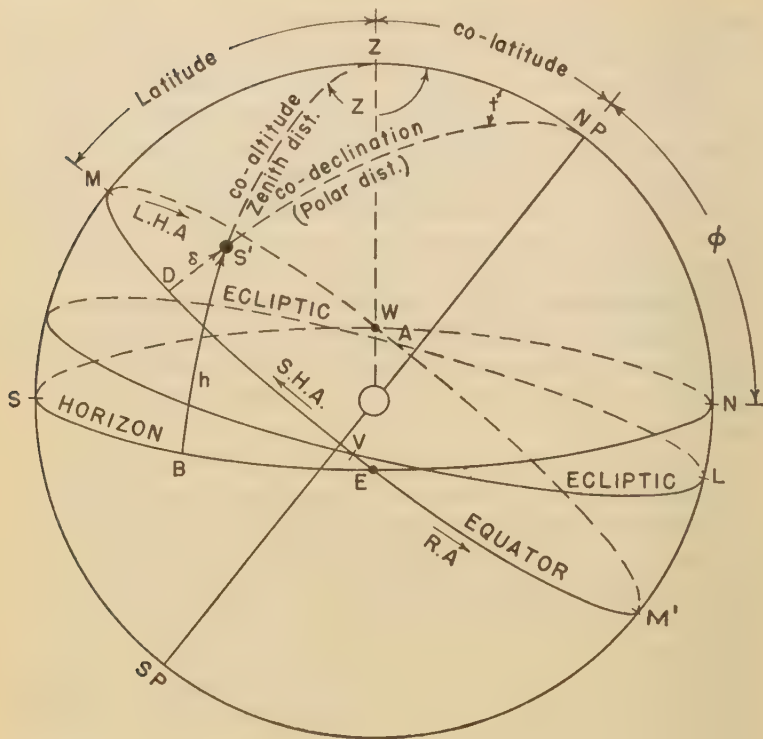 Latitude
co-latitude
Z
Z
t
NP
co-altitude
Zenith dist.
co-declination
(Polar dist.)
M
L.H.A
δ
S'
D
ECLIPTIC
W
A
φ
h
S.H.A.
S
HORIZON
N
B
V
E
ECLIPTIC
L
EQUATOR
R.A
M'
SP